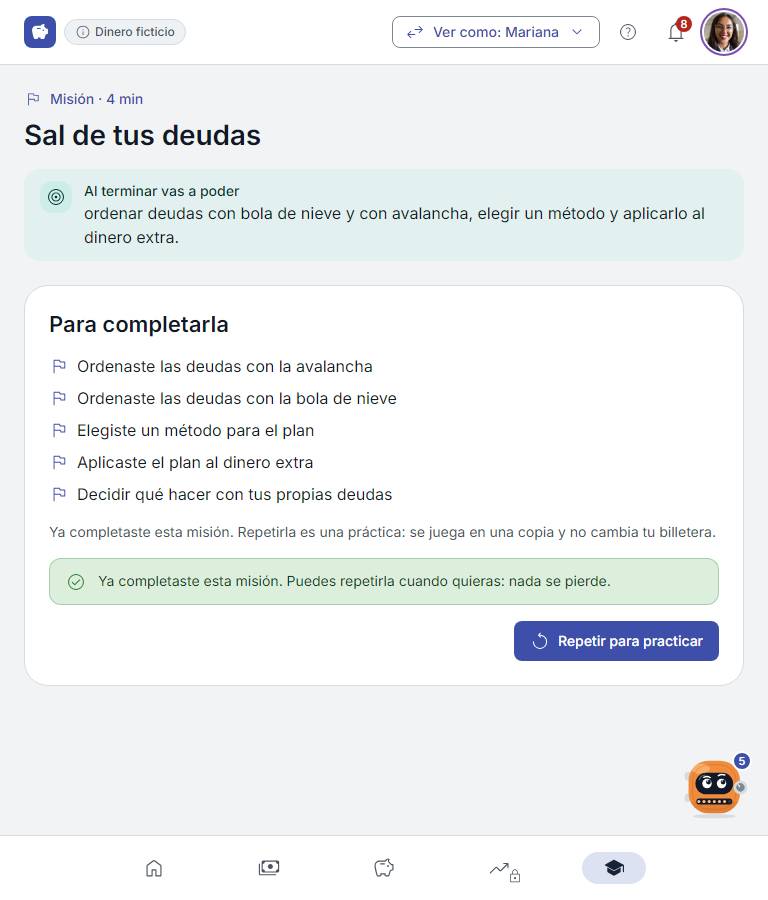 Dinero ficticio
Ver como: Mariana
8
Misión · 4 min
Sal de tus deudas
Al terminar vas a poder
ordenar deudas con bola de nieve y con avalancha, elegir un método y aplicarlo al
dinero extra.
Para completarla
Ordenaste las deudas con la avalancha
Ordenaste las deudas con la bola de nieve
Elegiste un método para el plan
Aplicaste el plan al dinero extra
Decidir qué hacer con tus propias deudas
Ya completaste esta misión. Repetirla es una práctica: se juega en una copia y no cambia tu billetera.
Ya completaste esta misión. Puedes repetirla cuando quieras: nada se pierde.
Repetir para practicar
5